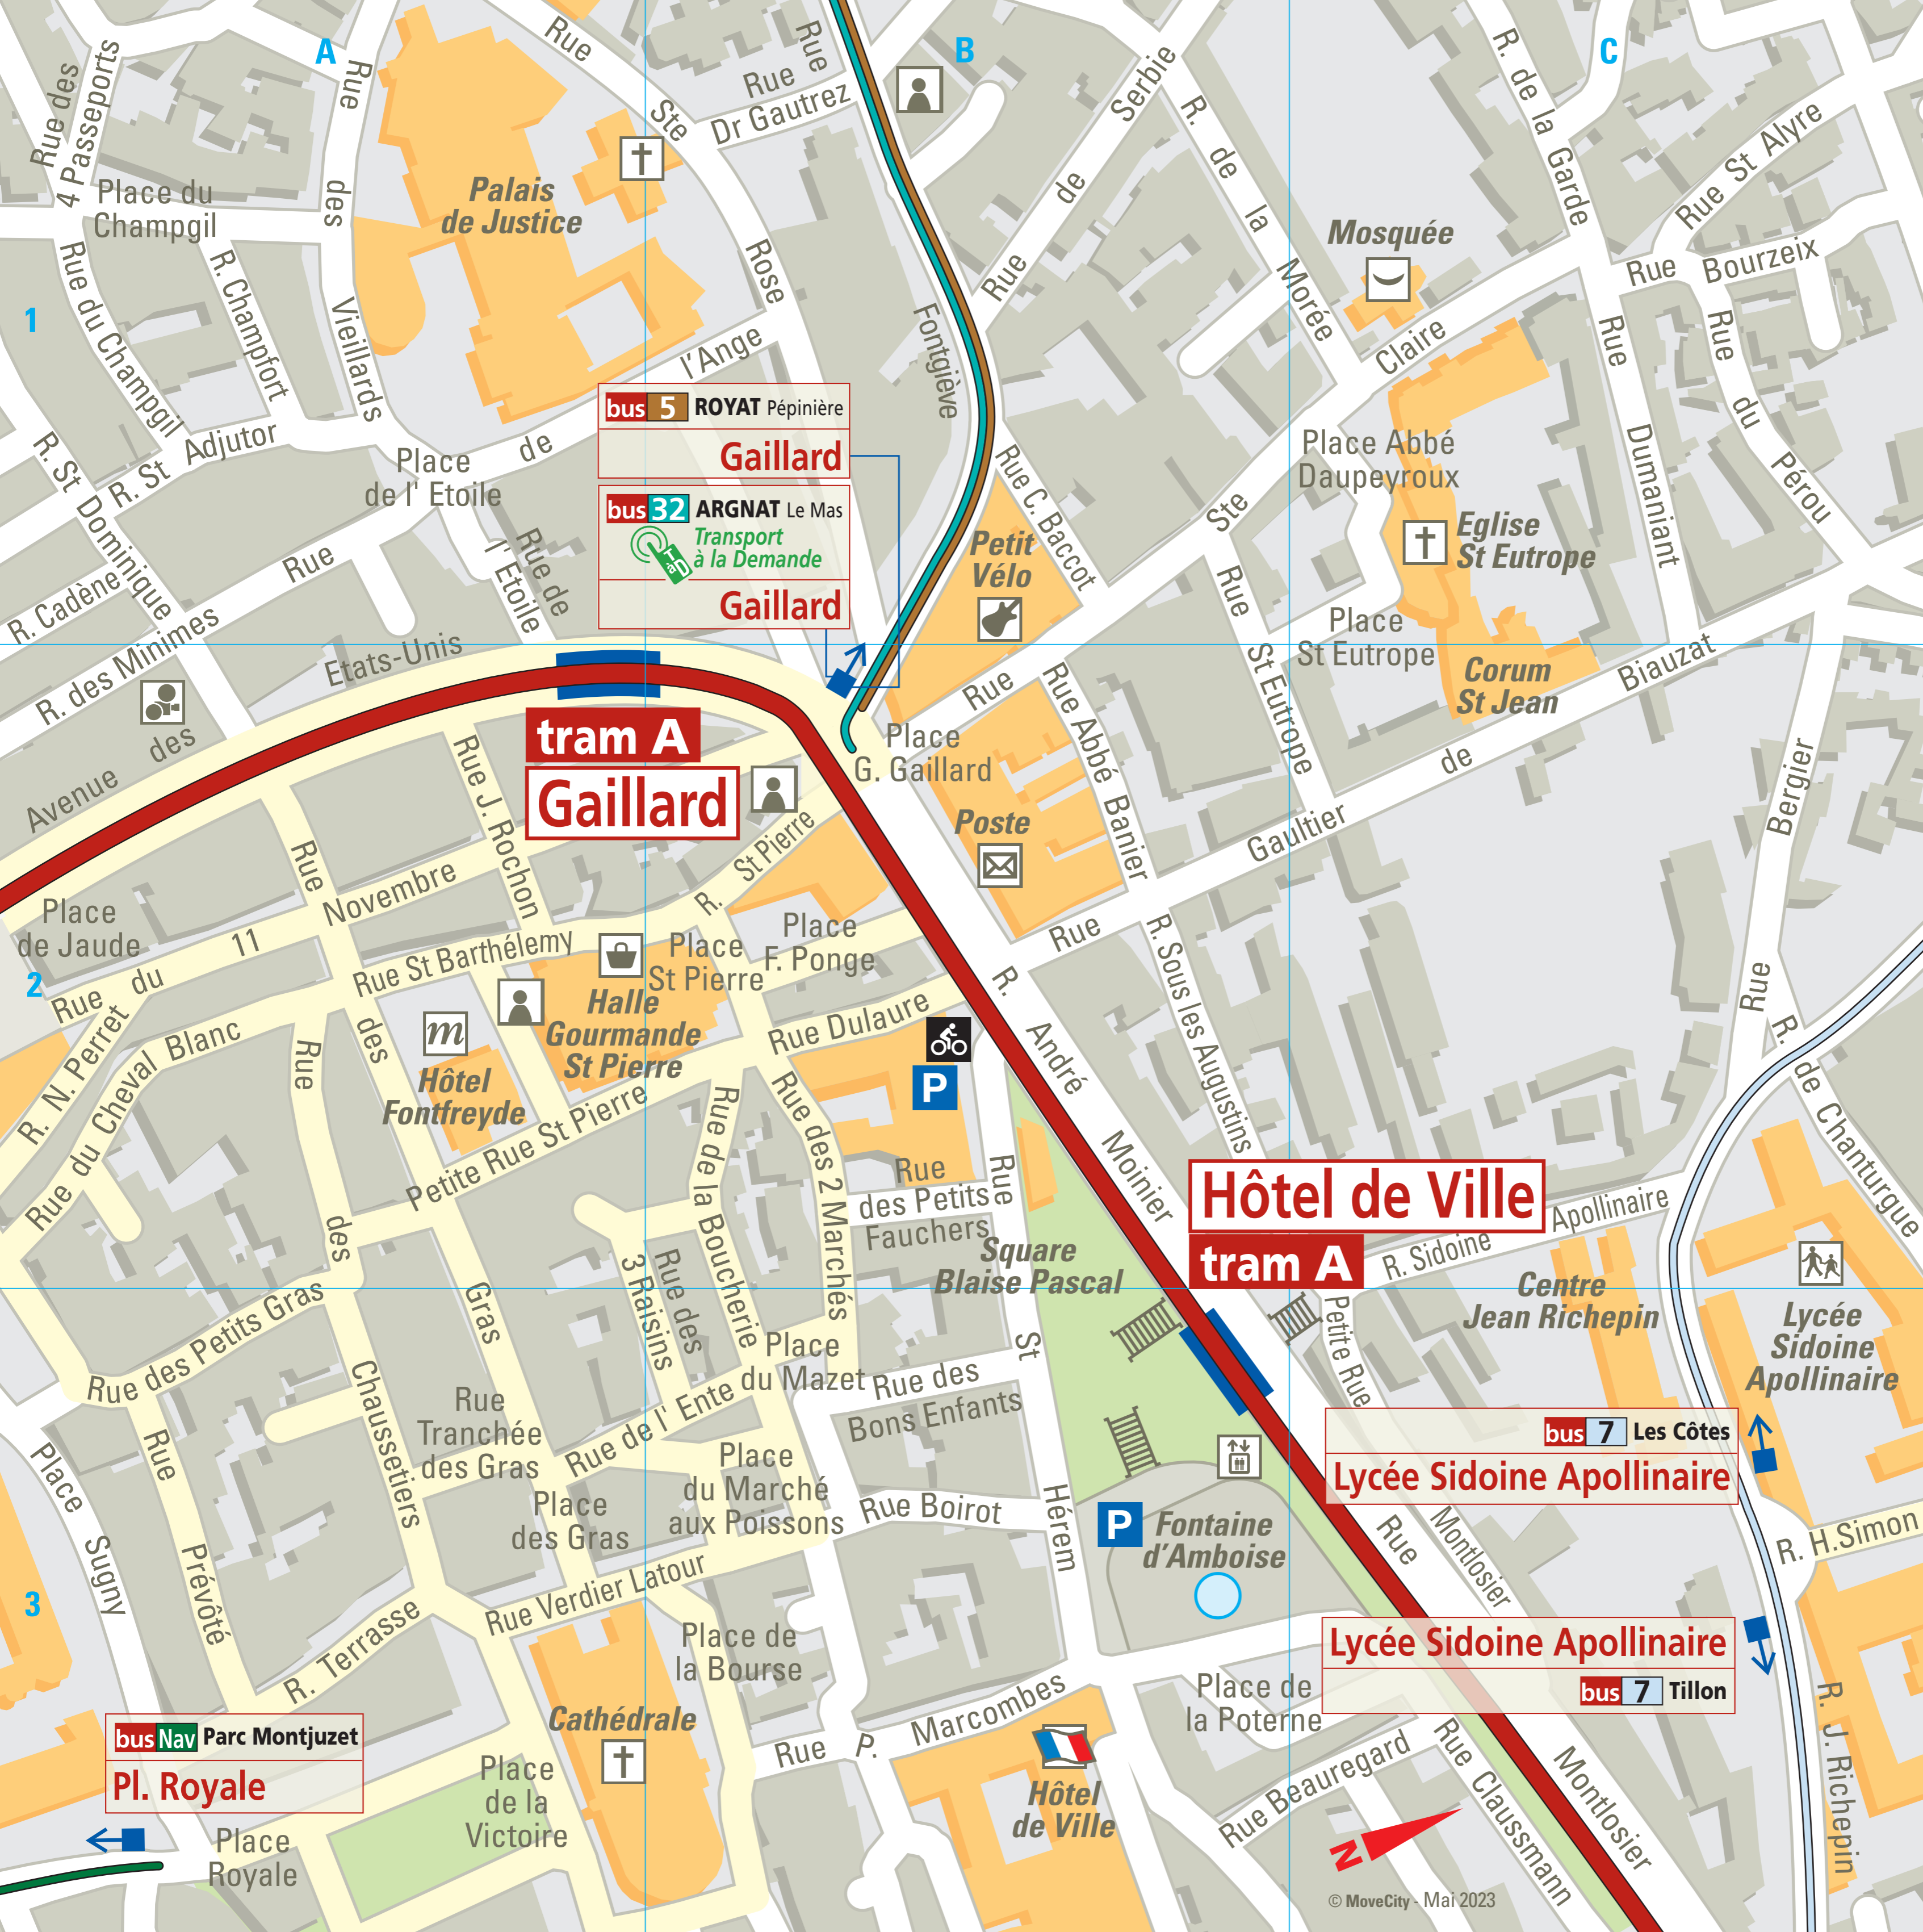 A
B
C
1
2
3
Rue des
4 Passeports
Place du
Champgil
Rue du Champgil
R. Champfort
Rue
des
Vieillards
Palais
de Justice
Rue
Ste
Rose
Rue
Dr Gautrez
Rue
Fontgiève
Rue
de
Serbie
R.
de
la
Morée
R. de la
Garde
Rue St Alyre
Rue Bourzeix
Mosquée
Claire
Rue
Dumaniant
Rue
du
Pérou
l'Ange
de
Rue
R. St Adjutor
R. St Dominique
Place
de l' Etoile
Rue de
l' Etoile
R. Cadène
R. des Minimes
bus 5 ROYAT Pépinière
Gaillard
bus 32 ARGNAT Le Mas
TàD
Transport
à la Demande
Gaillard
Rue C. Baccot
Petit
Vélo
Ste
Rue
Rue
St Eutrope
Place Abbé
Daupeyroux
Eglise
St Eutrope
Place
St Eutrope
Corum
St Jean
Biauzat
de
Gaultier
Rue
Avenue
des
Etats-Unis
tram A
Gaillard
Place
G. Gaillard
Rue Abbé Banier
Poste
Rue
Bergier
Rue J. Rochon
R. St Pierre
Place
de Jaude
Rue du 11 Novembre
Rue
des
Gras
Rue St Barthélemy
Place
St Pierre
Place
F. Ponge
Halle
Gourmande
St Pierre
m
Hôtel
Fontfreyde
Rue Dulaure
P
R. N. Perret
Rue du Cheval Blanc
Rue
des
Chaussetiers
Petite Rue St Pierre
Rue de la Boucherie
Rue des 2 Marchés
Rue
des Petits
Fauchers
Rue
St
Hérem
R.
André
Moinier
R. Sous les Augustins
R. de Chanturgue
Hôtel de Ville
tram A
R. Sidoine Apollinaire
Square
Blaise Pascal
Centre
Jean Richepin
Lycée
Sidoine
Apollinaire
Rue des
3 Raisins
Rue des Petits Gras
Place
du Mazet
Rue des
Bons Enfants
Petite Rue
Montlosier
Rue
Tranchée
des Gras
Rue de l' Ente
Place
du Marché
aux Poissons
Place
des Gras
Rue Boirot
P
Fontaine
d'Amboise
bus 7 Les Côtes
Lycée Sidoine Apollinaire
Lycée Sidoine Apollinaire
bus 7 Tillon
R. H.Simon
R. J. Richepin
Rue
Montlosier
Place
Sugny
Rue
Prévôté
R. Terrasse
Rue Verdier Latour
Place de
la Bourse
Cathédrale
Rue P. Marcombes
Place de
la Poterne
Hôtel
de Ville
Rue Beauregard
Rue Claussmann
bus Nav Parc Montjuzet
Pl. Royale
Place
Royale
Place
de la
Victoire
N
© MoveCity - Mai 2023